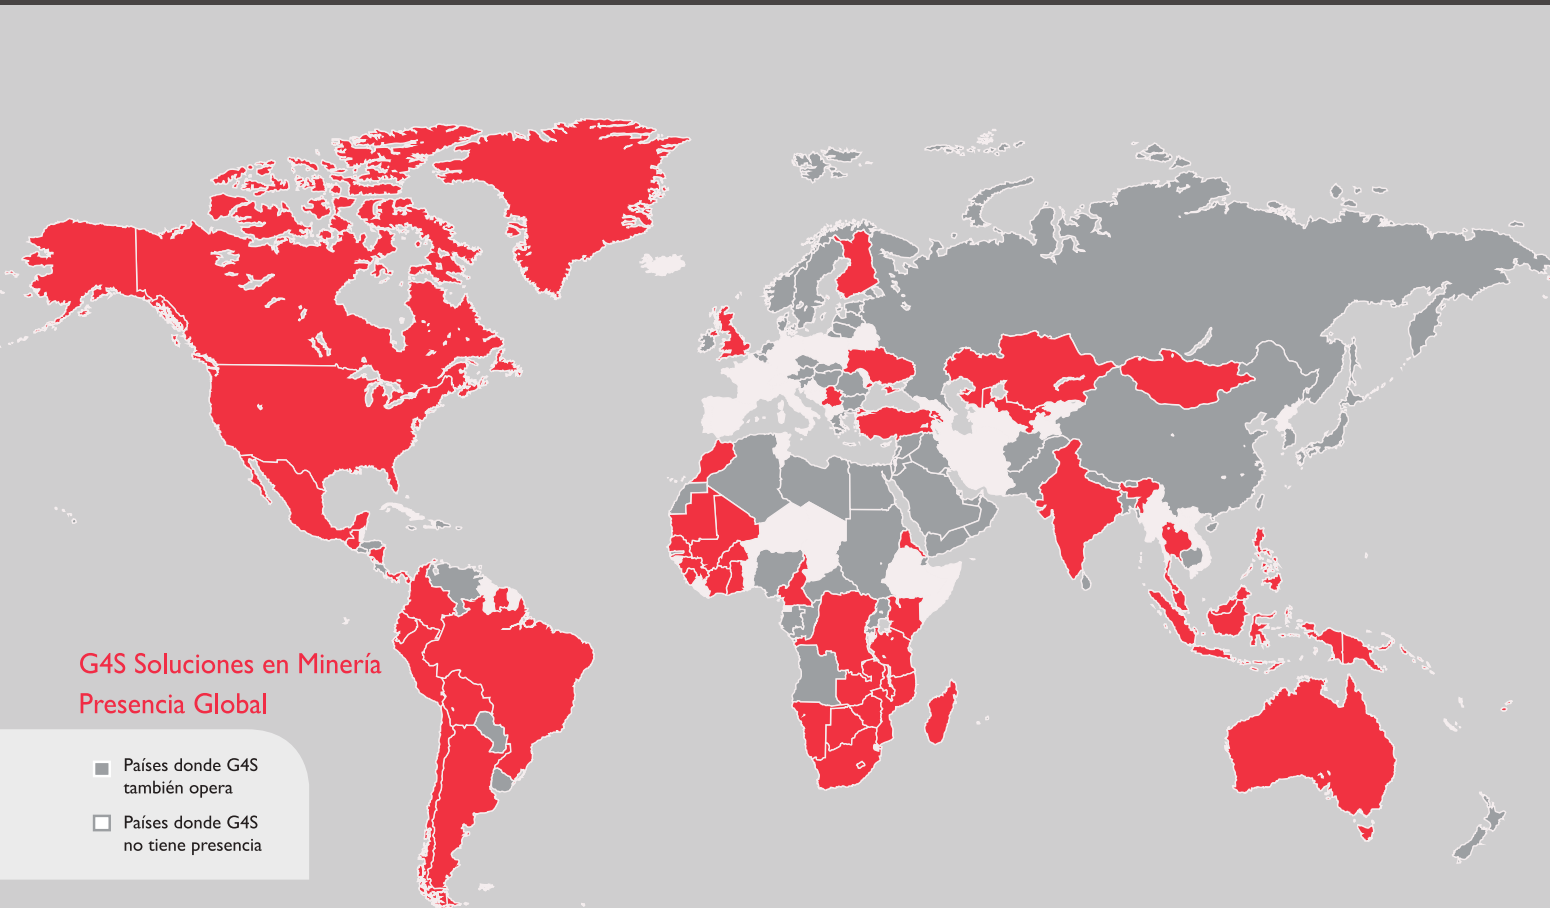 G4S Soluciones en Minería
Presencia Global
Países donde G4S
también opera
Países donde G4S
no tiene presencia